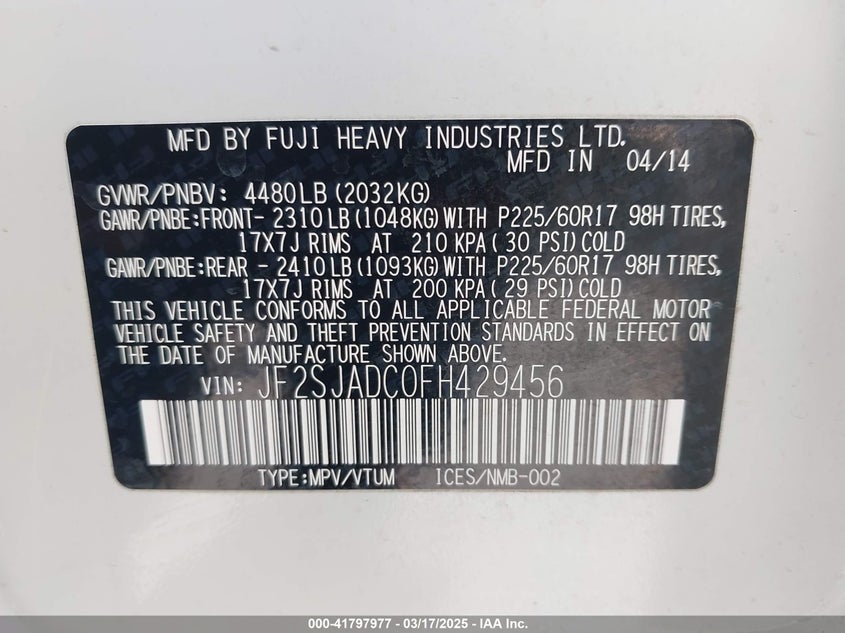 MFD BY FUJI HEAVY INDUSTRIES LTD.
MFD IN 04/14
GVWR/PNBV: 4480LB (2032KG)
GAWR/PNBE:FRONT- 2310LB (1048KG) WITH P225/60R17 98H TIRES,
17X7J RIMS AT 210 KPA ( 30 PSI) COLD
GAWR/PNBE:REAR - 2410LB (1093KG) WITH P225/60R17 98H TIRES,
17X7J RIMS AT 200 KPA ( 29 PSI) COLD
THIS VEHICLE CONFORMS TO ALL APPLICABLE FEDERAL MOTOR
VEHICLE SAFETY AND THEFT PREVENTION STANDARDS IN EFFECT ON
THE DATE OF MANUFACTURE SHOWN ABOVE.
VIN: JF2SJADC0FH429456
TYPE:MPV/VTUM ICES/NMB-002
000-41797977 - 03/17/2025 - IAA Inc.